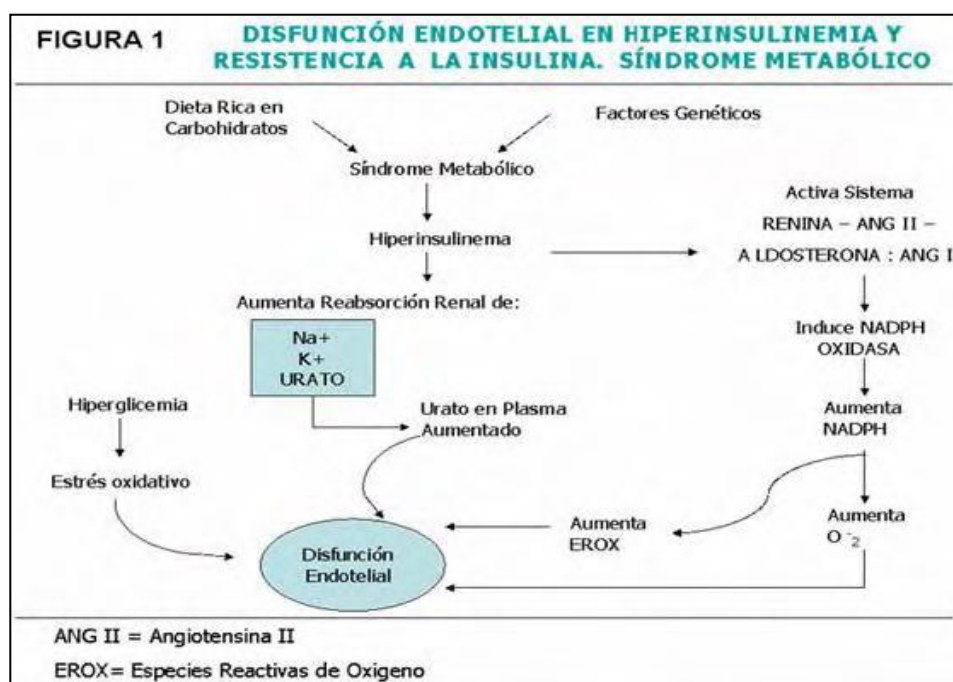 FIGURA 1
DISFUNCIÓN ENDOTELIAL EN HIPERINSULINEMIA Y
RESISTENCIA A LA INSULINA. SÍNDROME METABÓLICO
Dieta Rica en
Carbohidratos
Factores Genéticos
Síndrome Metabólico
Activa Sistema
RENINA – ANG II –
A LDOSTERONA : ANG I
Hiperinsulinema
Aumenta Reabsorción Renal de:
Na+
K+
URATO
Induce NADPH
OXIDASA
Hiperglicemia
Urato en Plasma
Aumentado
Aumenta
NADPH
Estrés oxidativo
Aumenta
EROX
Aumenta
O⁻₂
Disfunción
Endotelial
ANG II = Angiotensina II
EROX= Especies Reactivas de Oxigeno